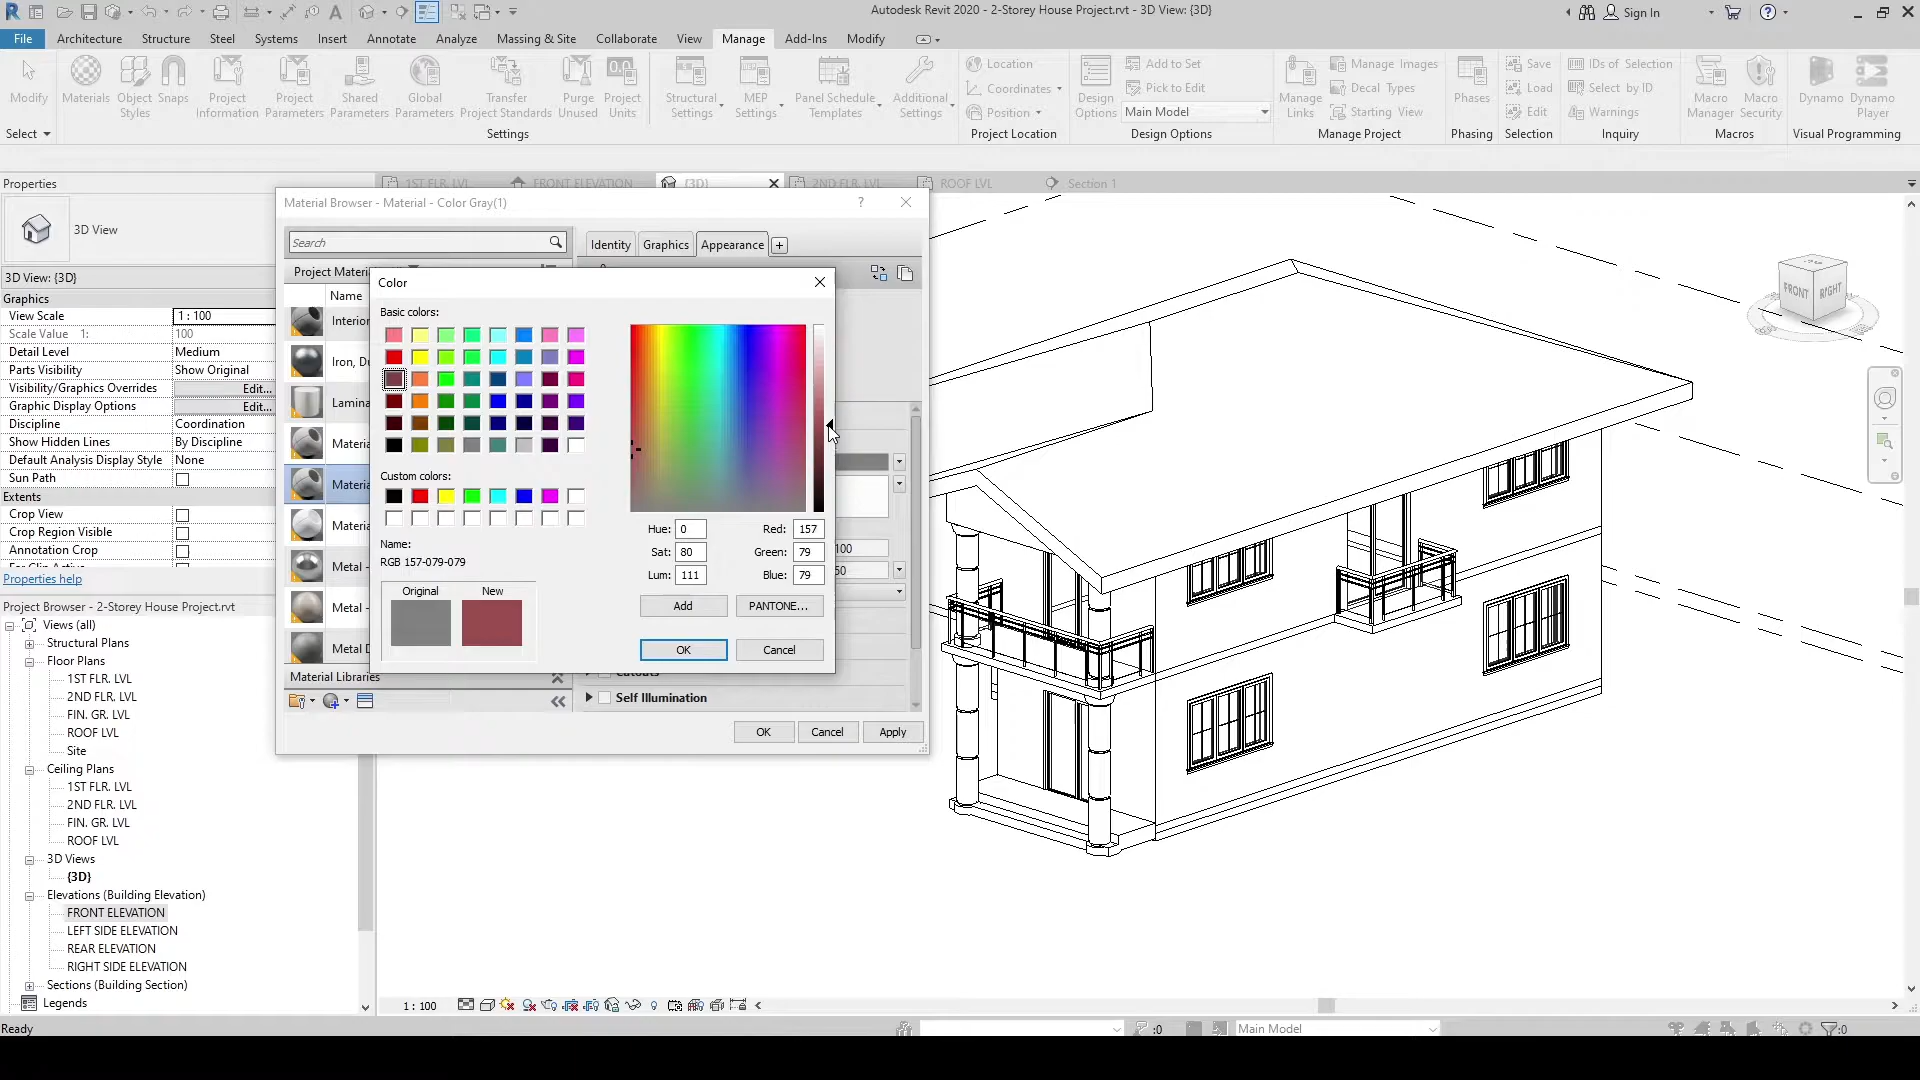 Autodesk Revit 2020 - 2-Storey House Project.rvt - 3D View: {3D}
Sign In
File Architecture Structure Steel Systems Insert Annotate Analyze Massing & Site Collaborate View Manage Add-Ins Modify
Modify
Materials
Object Styles
Snaps
Project Information
Project Parameters
Shared Parameters
Global Parameters
Transfer Project Standards
Purge Unused
Project Units
Structural Settings
MEP Settings
Panel Schedule Templates
Additional Settings
Location
Coordinates
Position
Design Options
Add to Set
Pick to Edit
Main Model
Manage Links
Manage Images
Decal Types
Starting View
Phases
Save
Load
Edit
IDs of Selection
Select by ID
Warnings
Macro Manager
Macro Security
Dynamo
Dynamo Player
Select
Settings
Project Location
Design Options
Manage Project
Phasing
Selection
Inquiry
Macros
Visual Programming
Properties
1ST FLR. LVL
FRONT ELEVATION
{3D}
2ND FLR. LVL
ROOF LVL
Section 1
3D View
3D View: {3D}
Graphics
View Scale 1 : 100
Scale Value 1: 100
Detail Level Medium
Parts Visibility Show Original
Visibility/Graphics Overrides Edit...
Graphic Display Options Edit...
Discipline Coordination
Show Hidden Lines By Discipline
Default Analysis Display Style None
Sun Path
Extents
Crop View
Crop Region Visible
Annotation Crop
Properties help
Project Browser - 2-Storey House Project.rvt
Views (all)
Structural Plans
Floor Plans
1ST FLR. LVL
2ND FLR. LVL
FIN. GR. LVL
ROOF LVL
Site
Ceiling Plans
1ST FLR. LVL
2ND FLR. LVL
FIN. GR. LVL
ROOF LVL
3D Views
{3D}
Elevations (Building Elevation)
FRONT ELEVATION
LEFT SIDE ELEVATION
REAR ELEVATION
RIGHT SIDE ELEVATION
Sections (Building Section)
Legends
Material Browser - Material - Color Gray(1)
?
Search
Identity Graphics Appearance +
Project Materi
Name
Interior
Iron, Du
Lamina
Materia
Materia
Materia
Metal -
Metal -
Metal D
Material Libraries
Self Illumination
OK Cancel Apply
Color
Basic colors:
Custom colors:
Name:
RGB 157-079-079
Original New
Hue: 0 Red: 157
Sat: 80 Green: 79
Lum: 111 Blue: 79
Add PANTONE...
OK Cancel
FRONT RIGHT
1 : 100
Ready
:0
Main Model
:0